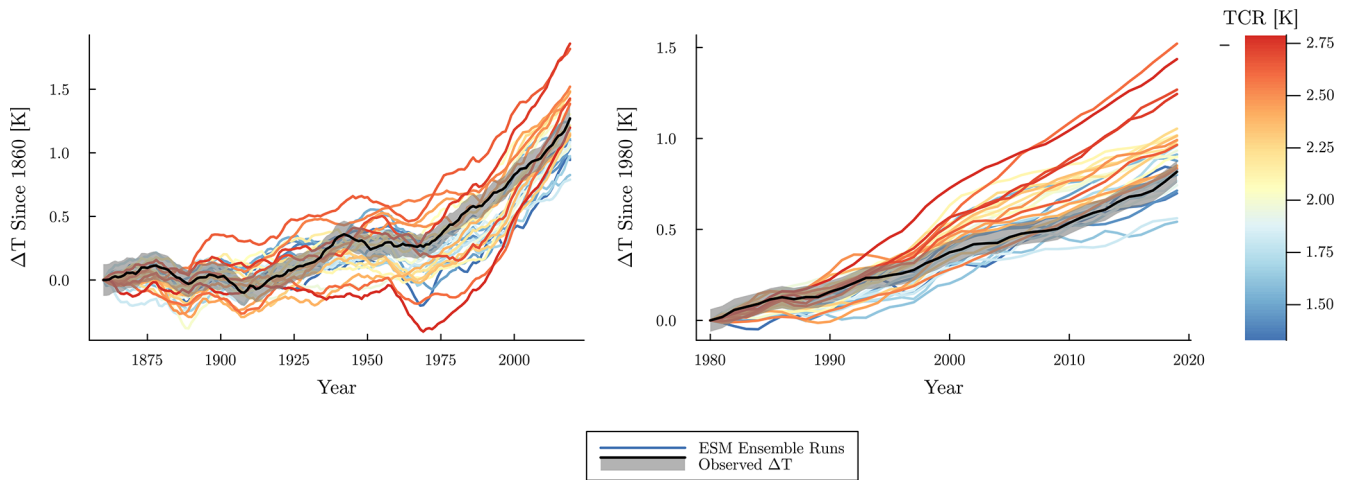 TCR [K]
ΔT Since 1860 [K]
1.5
1.0
0.5
0.0
1875 1900 1925 1950 1975 2000
Year
ΔT Since 1980 [K]
1.5
1.0
0.5
0.0
1980 1990 2000 2010 2020
Year
2.75
2.50
2.25
2.00
1.75
1.50
ESM Ensemble Runs
Observed ΔT